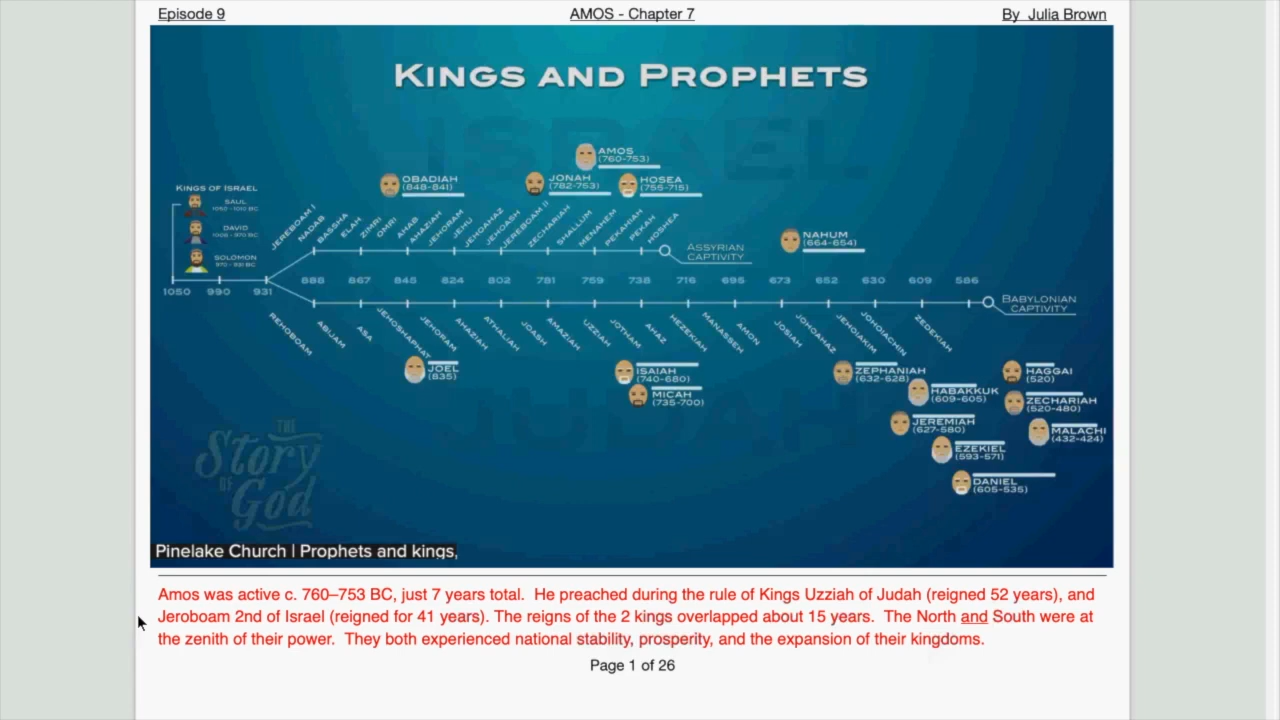 Episode 9
AMOS - Chapter 7
By Julia Brown
KINGS AND PROPHETS
ISRAEL
AMOS
(760-753)
OBADIAH
(848-841)
JONAH
(782-753)
HOSEA
(755-715)
KINGS OF ISRAEL
SAUL
DAVID
SOLOMON
JEREBOAM I
NADAB
BASSHA
ELAH
ZIMRI
OMRI
AHAB
AHAZIAH
JEHORAM
JEHU
JEHOAHAZ
JEHOASH
JEREBOAM II
ZECHARIAH
SHALLUM
MENAHEM
PEKAHIAH
PEKAH
HOSHEA
ASSYRIAN
CAPTIVITY
NAHUM
(664-654)
1050 990 931
888 867 845 824 802 781 759 738 716 695 673 652 630 609 586
BABYLONIAN
CAPTIVITY
REHOBOAM
ABIJAM
ASA
JEHOSHAPHAT
JEHORAM
AHAZIAH
ATHALIAH
JOASH
AMAZIAH
UZZIAH
JOTHAM
AHAZ
HEZEKIAH
MANASSEH
AMON
JOSIAH
JOHOAHAZ
JEHOIAKIM
JOHOIACHIN
ZEDEKIAH
JOEL
(835)
ISAIAH
(740-680)
MICAH
(735-700)
ZEPHANIAH
(632-628)
HABAKKUK
(609-605)
JEREMIAH
(627-580)
EZEKIEL
(593-571)
DANIEL
(605-535)
HAGGAI
(520)
ZECHARIAH
(520-480)
MALACHI
(432-424)
THE
Story
OF
God
Pinelake Church | Prophets and kings,
Amos was active c. 760–753 BC, just 7 years total. He preached during the rule of Kings Uzziah of Judah (reigned 52 years), and
Jeroboam 2nd of Israel (reigned for 41 years). The reigns of the 2 kings overlapped about 15 years. The North and South were at
the zenith of their power. They both experienced national stability, prosperity, and the expansion of their kingdoms.
Page 1 of 26